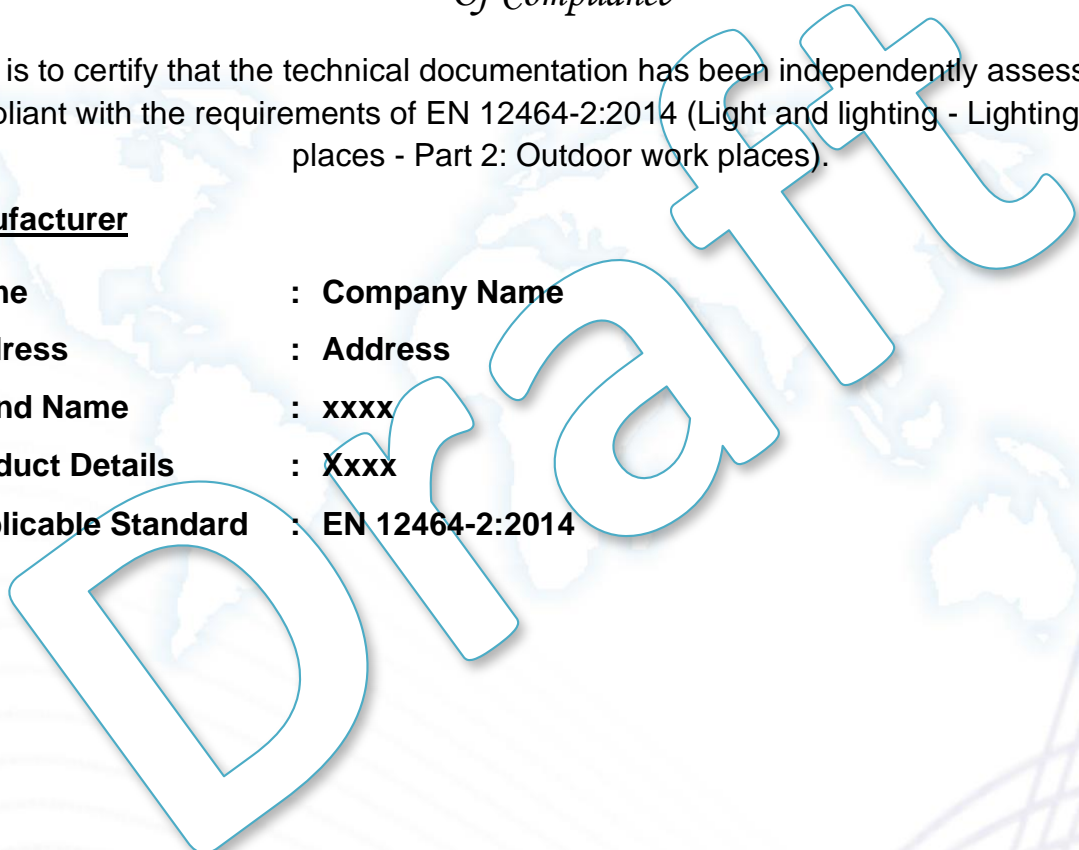 Of Compliance
is to certify that the technical documentation has been independently assess
pliant with the requirements of EN 12464-2:2014 (Light and lighting - Lighting
places - Part 2: Outdoor work places).
ufacturer
ne : Company Name
dress : Address
nd Name : xxxx
duct Details : Xxxx
plicable Standard : EN 12464-2:2014
Draft